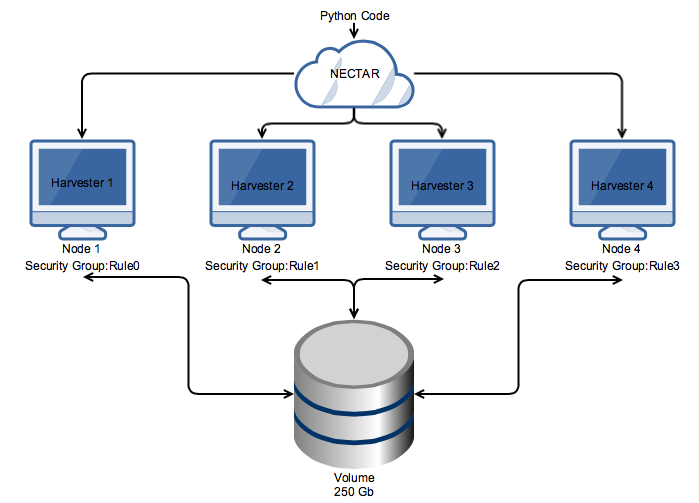 Python Code
NECTAR
Harvester 1
Harvester 2
Harvester 3
Harvester 4
Node 1
Node 2
Node 3
Node 4
Security Group:Rule0
Security Group:Rule1
Security Group:Rule2
Security Group:Rule3
Volume
250 Gb